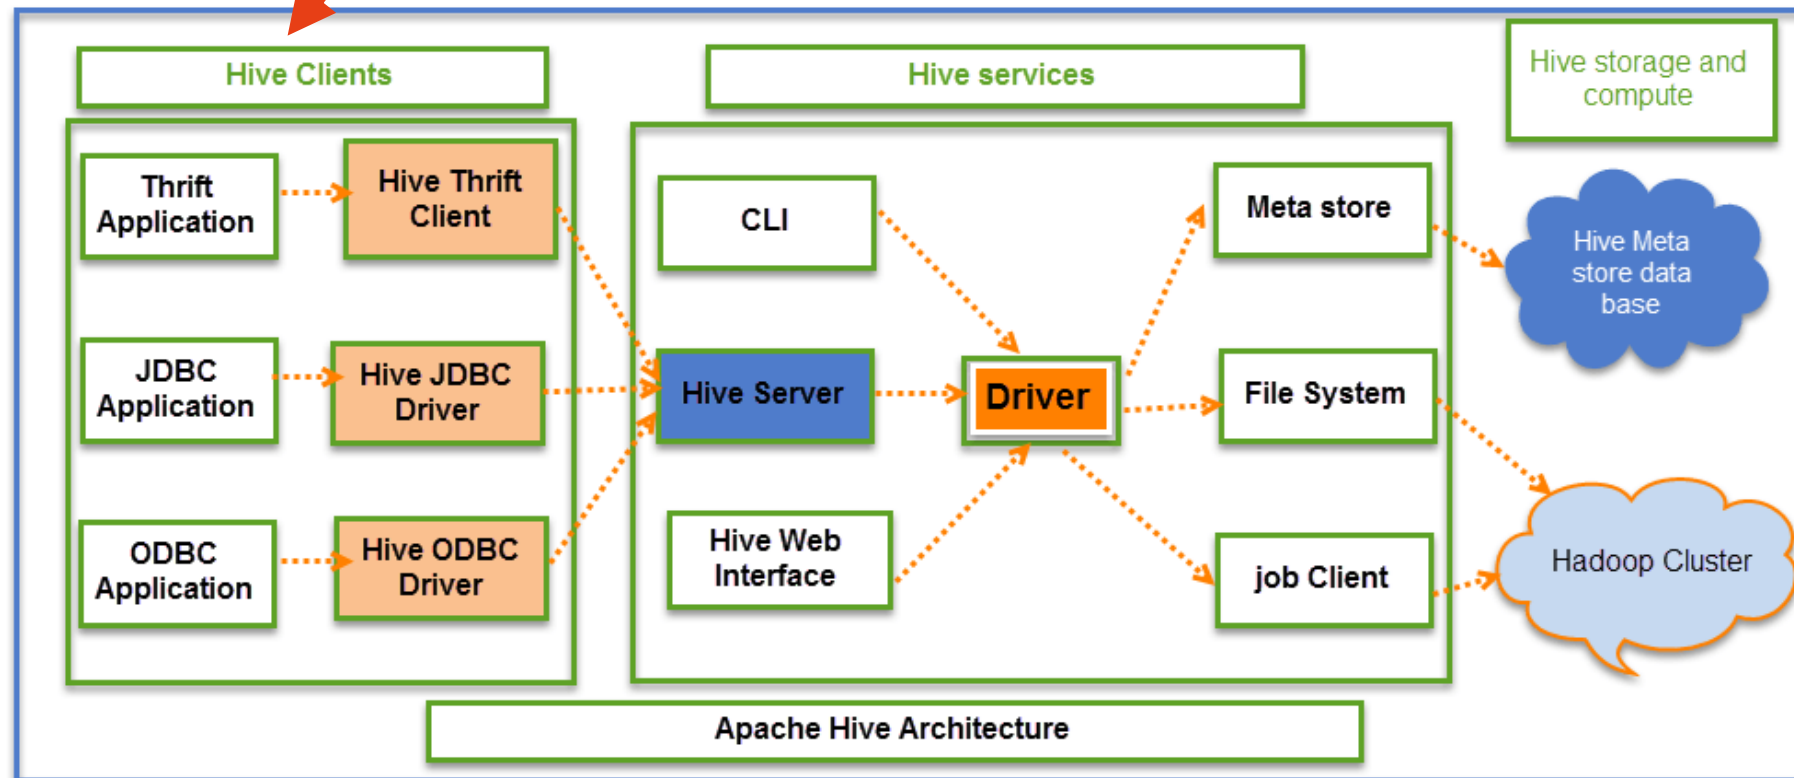 Hive Clients
Hive services
Hive storage and
compute
Thrift
Application
Hive Thrift
Client
CLI
Meta store
Hive Meta
store data
base
JDBC
Application
Hive JDBC
Driver
Hive Server
Driver
File System
ODBC
Application
Hive ODBC
Driver
Hive Web
Interface
job Client
Hadoop Cluster
Apache Hive Architecture